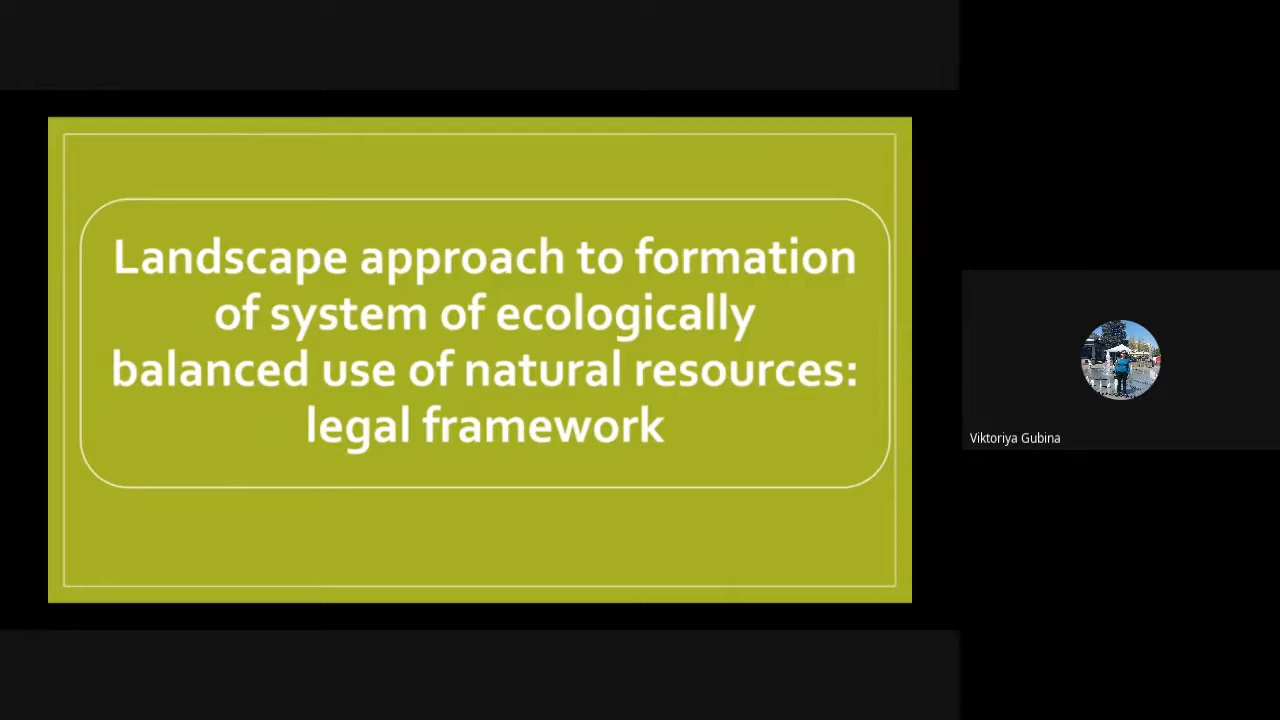 Landscape approach to formation
of system of ecologically
balanced use of natural resources:
legal framework
Viktoriya Gubina